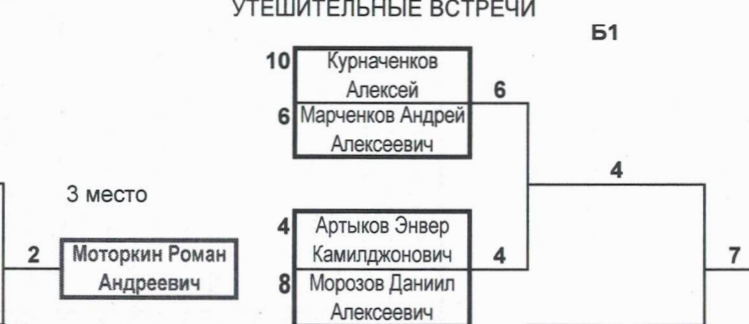 УТЕШИТЕЛЬНЫЕ ВСТРЕЧИ
Б1
10
Курначенков
Алексей
6
6
Марченков Андрей
Алексеевич
4
3 место
2
Моторкин Роман
Андреевич
4
Артыков Энвер
Камилджонович
4
7
8
Морозов Даниил
Алексеевич